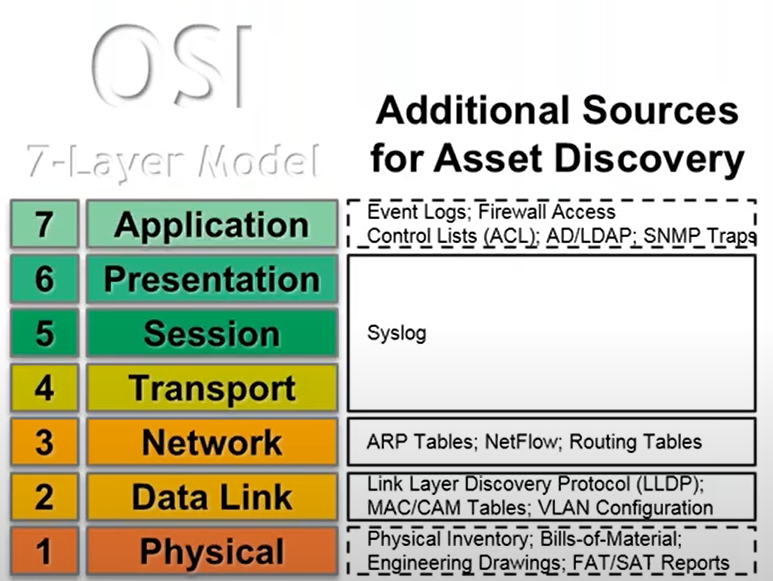 OSI
7-Layer Model
Additional Sources
for Asset Discovery
7 Application
Event Logs; Firewall Access
Control Lists (ACL); AD/LDAP; SNMP Traps
6 Presentation
5 Session
Syslog
4 Transport
3 Network
ARP Tables; NetFlow; Routing Tables
2 Data Link
Link Layer Discovery Protocol (LLDP);
MAC/CAM Tables; VLAN Configuration
1 Physical
Physical Inventory; Bills-of-Material;
Engineering Drawings; FAT/SAT Reports